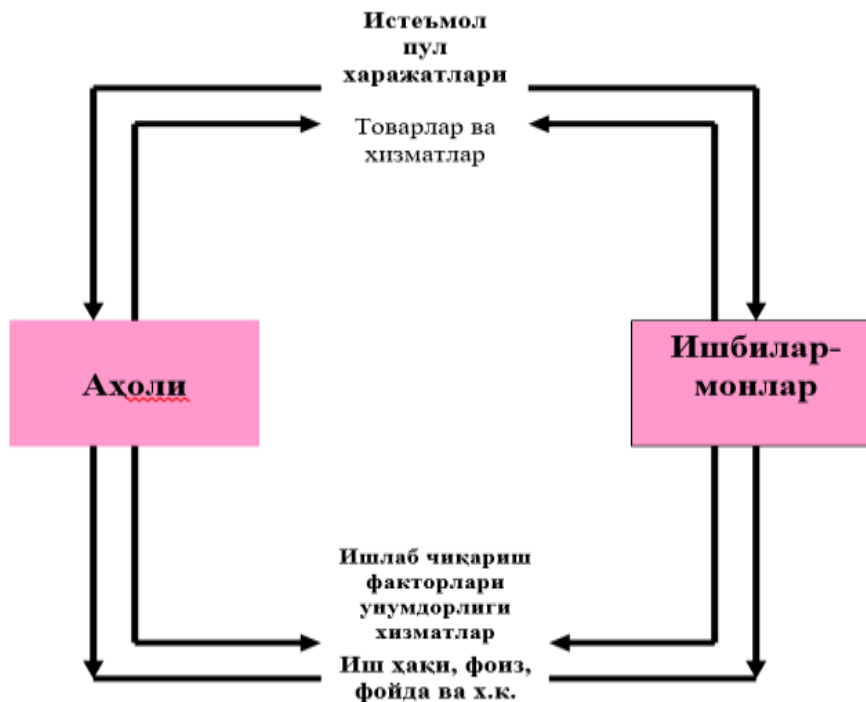 Истеъмол
пул
харажатлари
Товарлар ва
хизматлар
Аҳоли
Ишбилар-
монлар
Ишлаб чиқариш
факторлари
унумдорлиги
хизматлар
Иш ҳақи, фоиз,
фойда ва х.к.